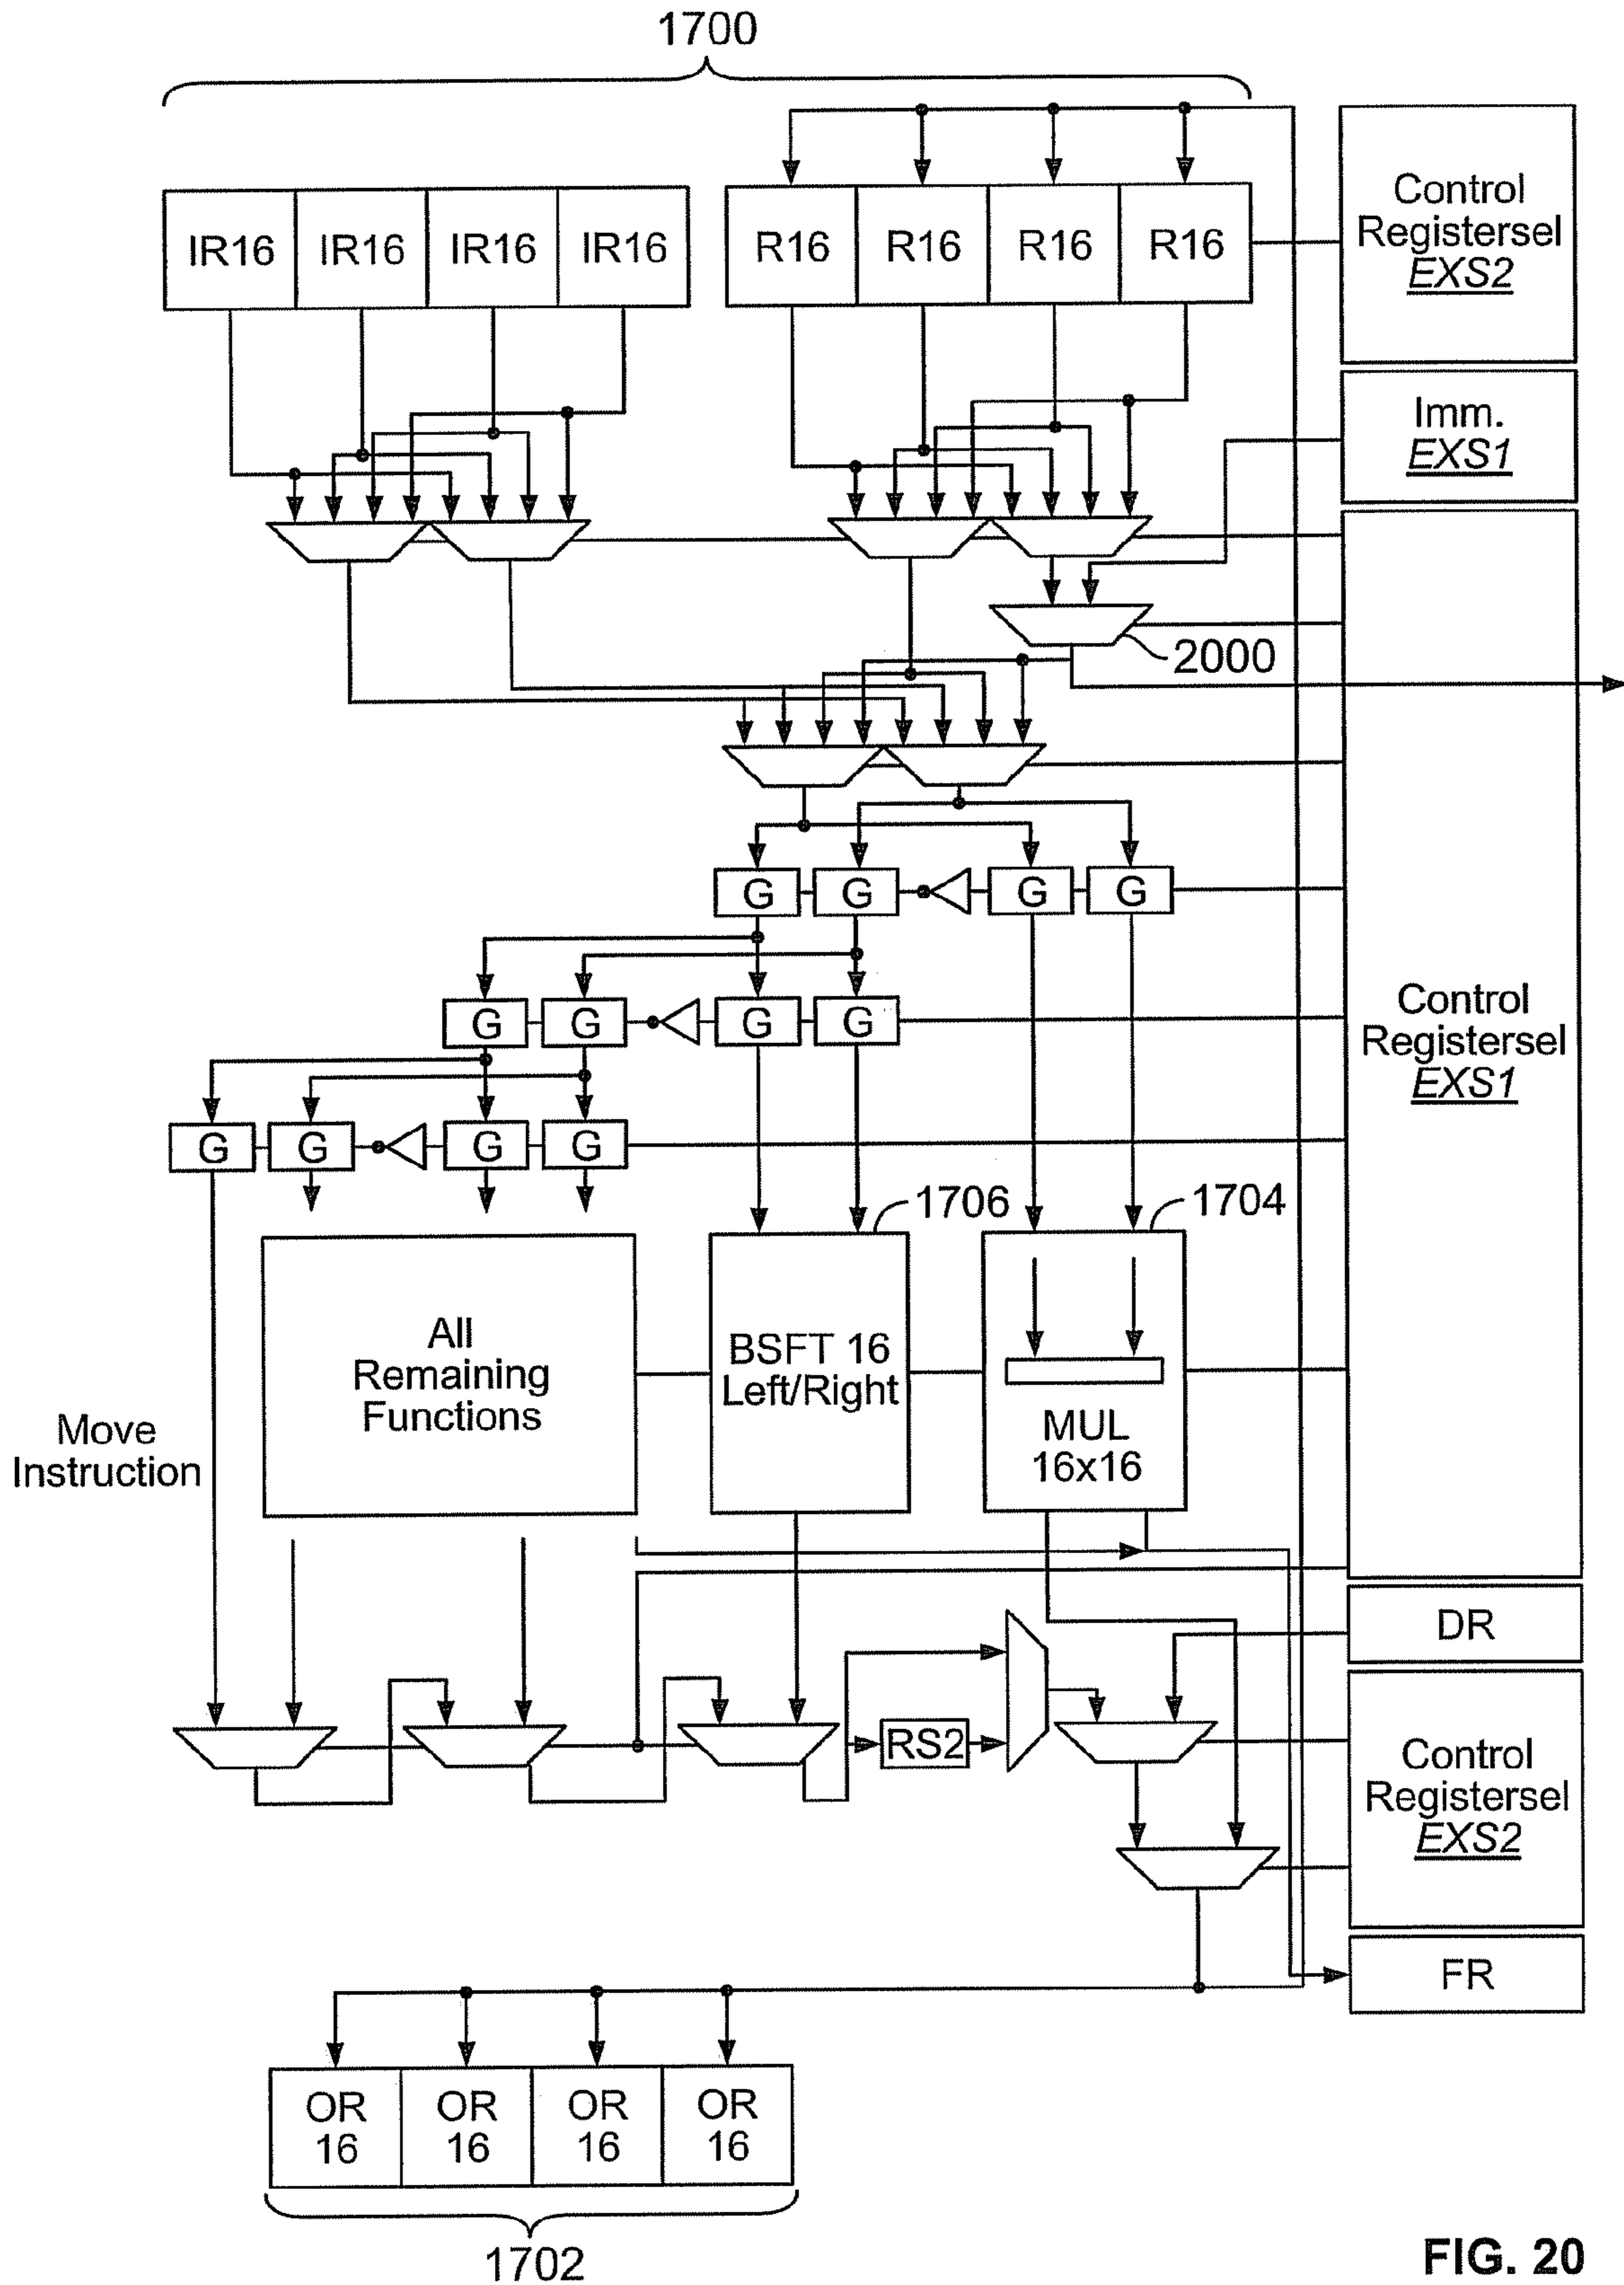 1700
IR16 IR16 IR16 IR16 R16 R16 R16 R16
Control
Registersel
EXS2
Imm.
EXS1
2000
G G G G
G G G G
G G G G
Control
Registersel
EXS1
1706
1704
All
Remaining
Functions
BSFT 16
Left/Right
MUL
16x16
Move
Instruction
DR
RS2
Control
Registersel
EXS2
FR
OR
16
OR
16
OR
16
OR
16
1702
FIG. 20